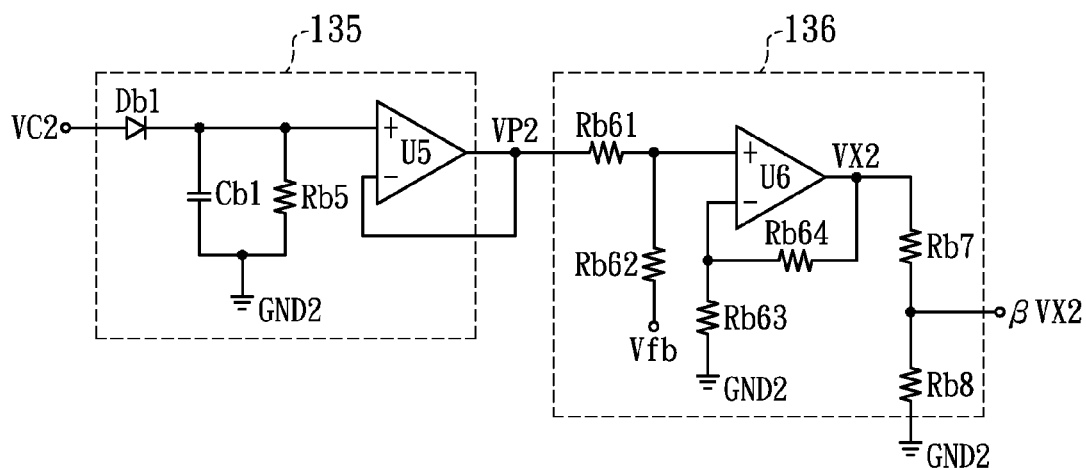 135
136
VC2
Db1
Cb1
Rb5
+
−
U5
GND2
VP2
Rb61
Rb62
Vfb
+
−
U6
VX2
Rb64
Rb63
GND2
Rb7
βVX2
Rb8
GND2